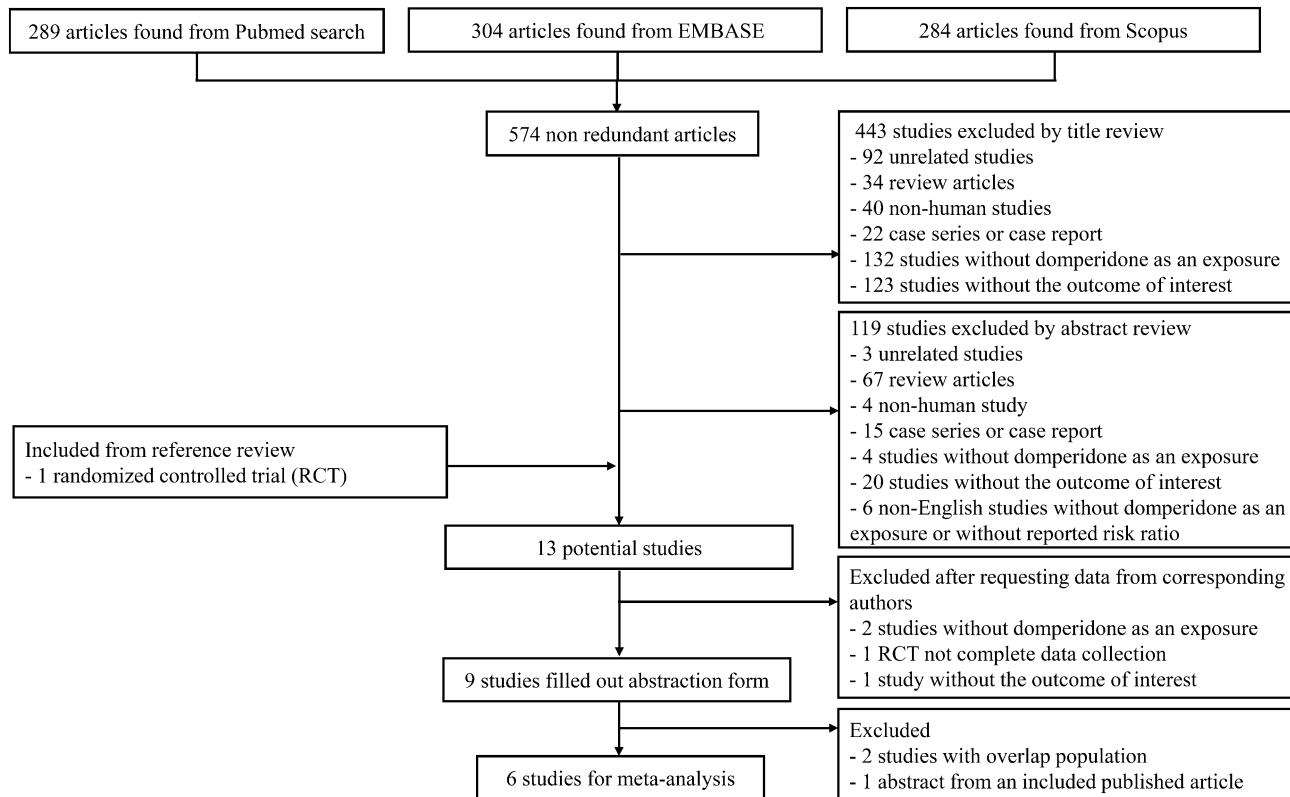 289 articles found from Pubmed search
304 articles found from EMBASE
284 articles found from Scopus
574 non redundant articles
443 studies excluded by title review
- 92 unrelated studies
- 34 review articles
- 40 non-human studies
- 22 case series or case report
- 132 studies without domperidone as an exposure
- 123 studies without the outcome of interest
119 studies excluded by abstract review
- 3 unrelated studies
- 67 review articles
- 4 non-human study
- 15 case series or case report
- 4 studies without domperidone as an exposure
- 20 studies without the outcome of interest
- 6 non-English studies without domperidone as an
exposure or without reported risk ratio
Included from reference review
- 1 randomized controlled trial (RCT)
13 potential studies
Excluded after requesting data from corresponding
authors
- 2 studies without domperidone as an exposure
- 1 RCT not complete data collection
- 1 study without the outcome of interest
9 studies filled out abstraction form
Excluded
- 2 studies with overlap population
- 1 abstract from an included published article
6 studies for meta-analysis